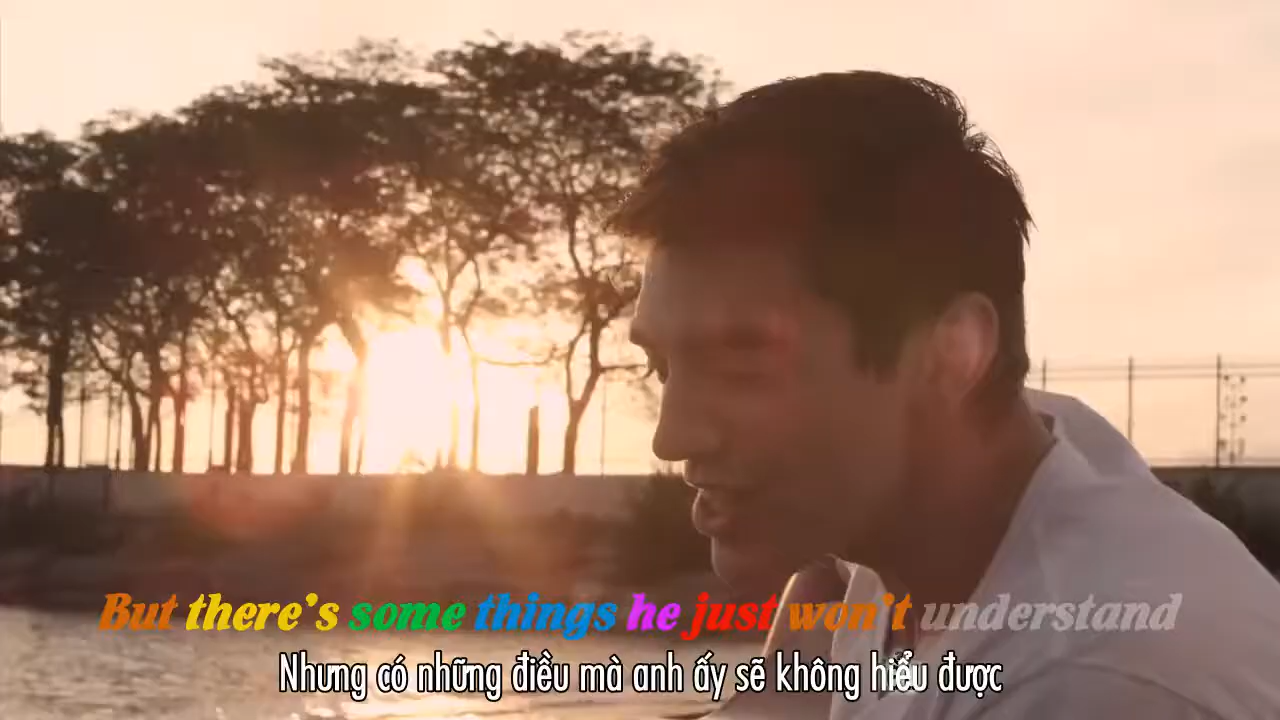 But there's some things he just won't understand
Nhưng có những điều mà anh ấy sẽ không hiểu được